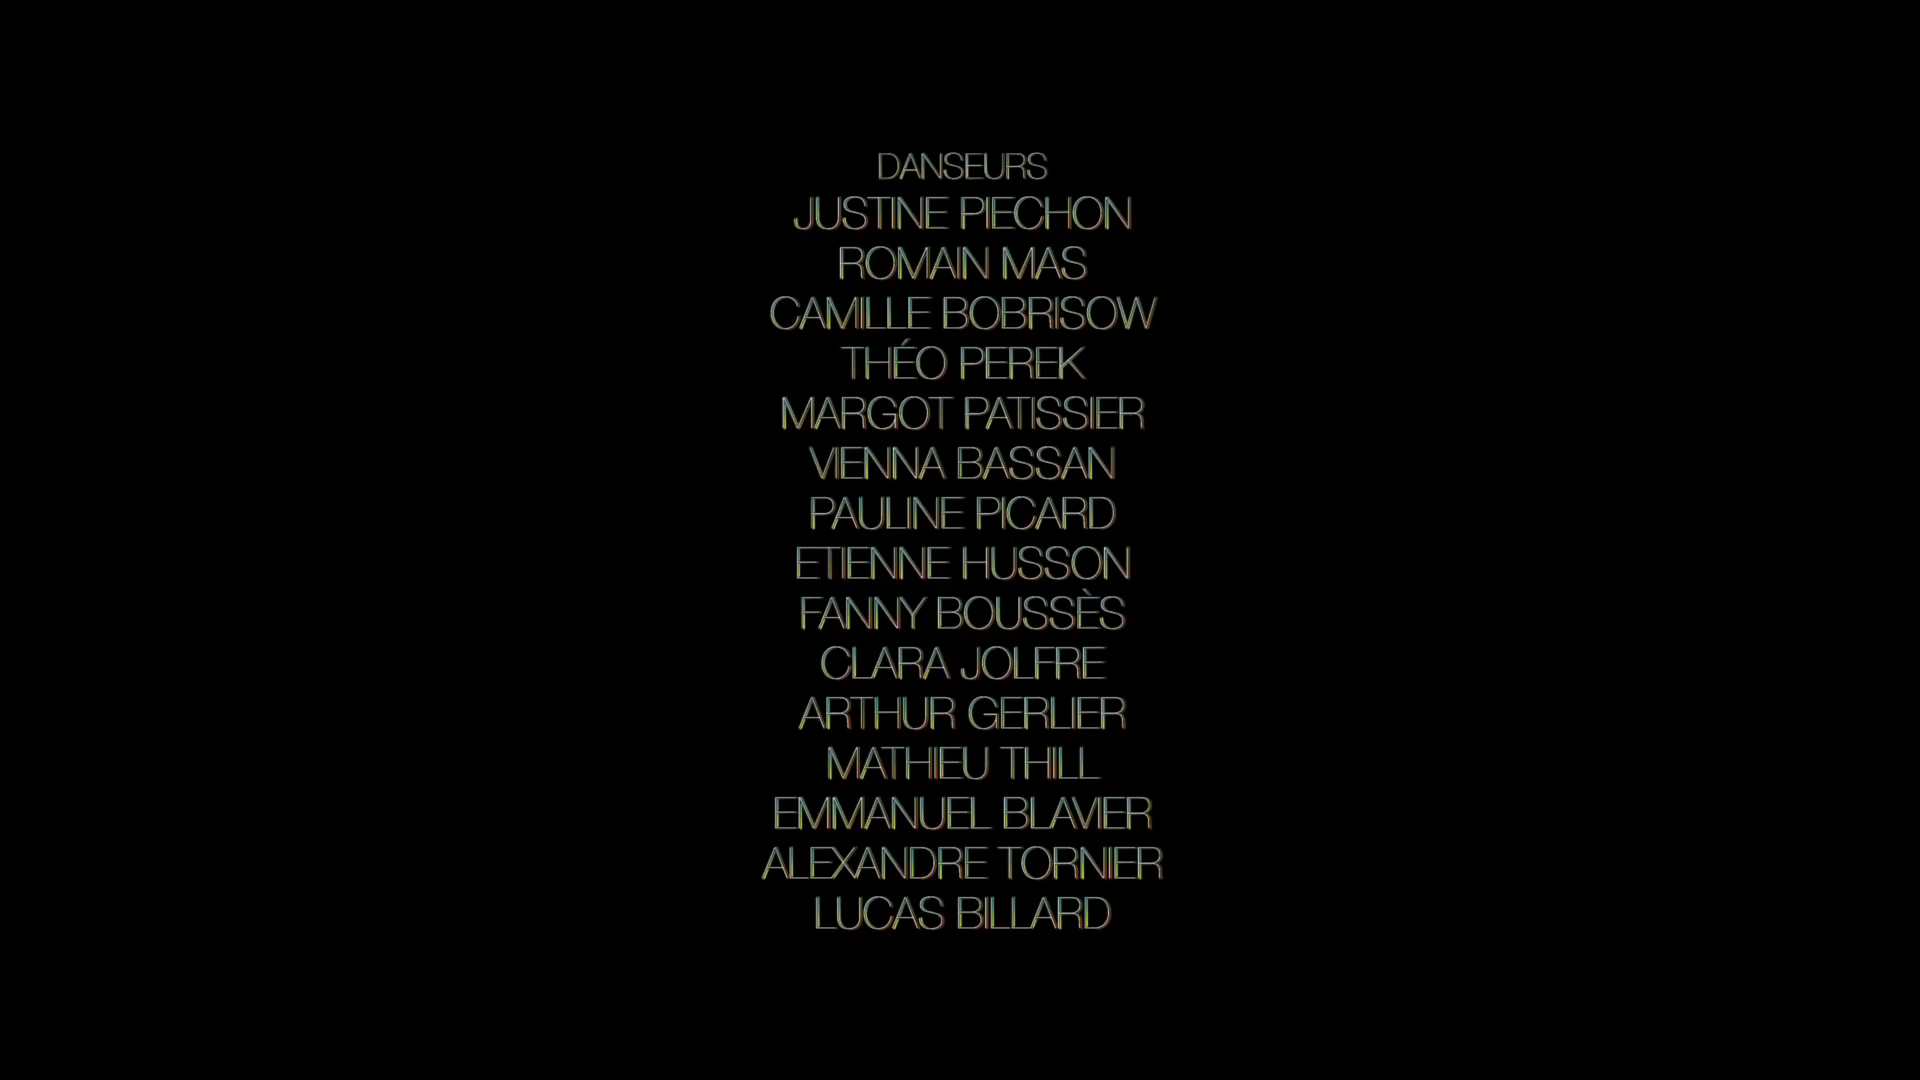 DANSEURS
JUSTINE PIECHON
ROMAIN MAS
CAMILLE BOBRISOW
THÉO PEREK
MARGOT PATISSIER
VIENNA BASSAN
PAULINE PICARD
ETIENNE HUSSON
FANNY BOUSSÈS
CLARA JOLFRE
ARTHUR GERLIER
MATHIEU THILL
EMMANUEL BLAVIER
ALEXANDRE TORNIER
LUCAS BILLARD